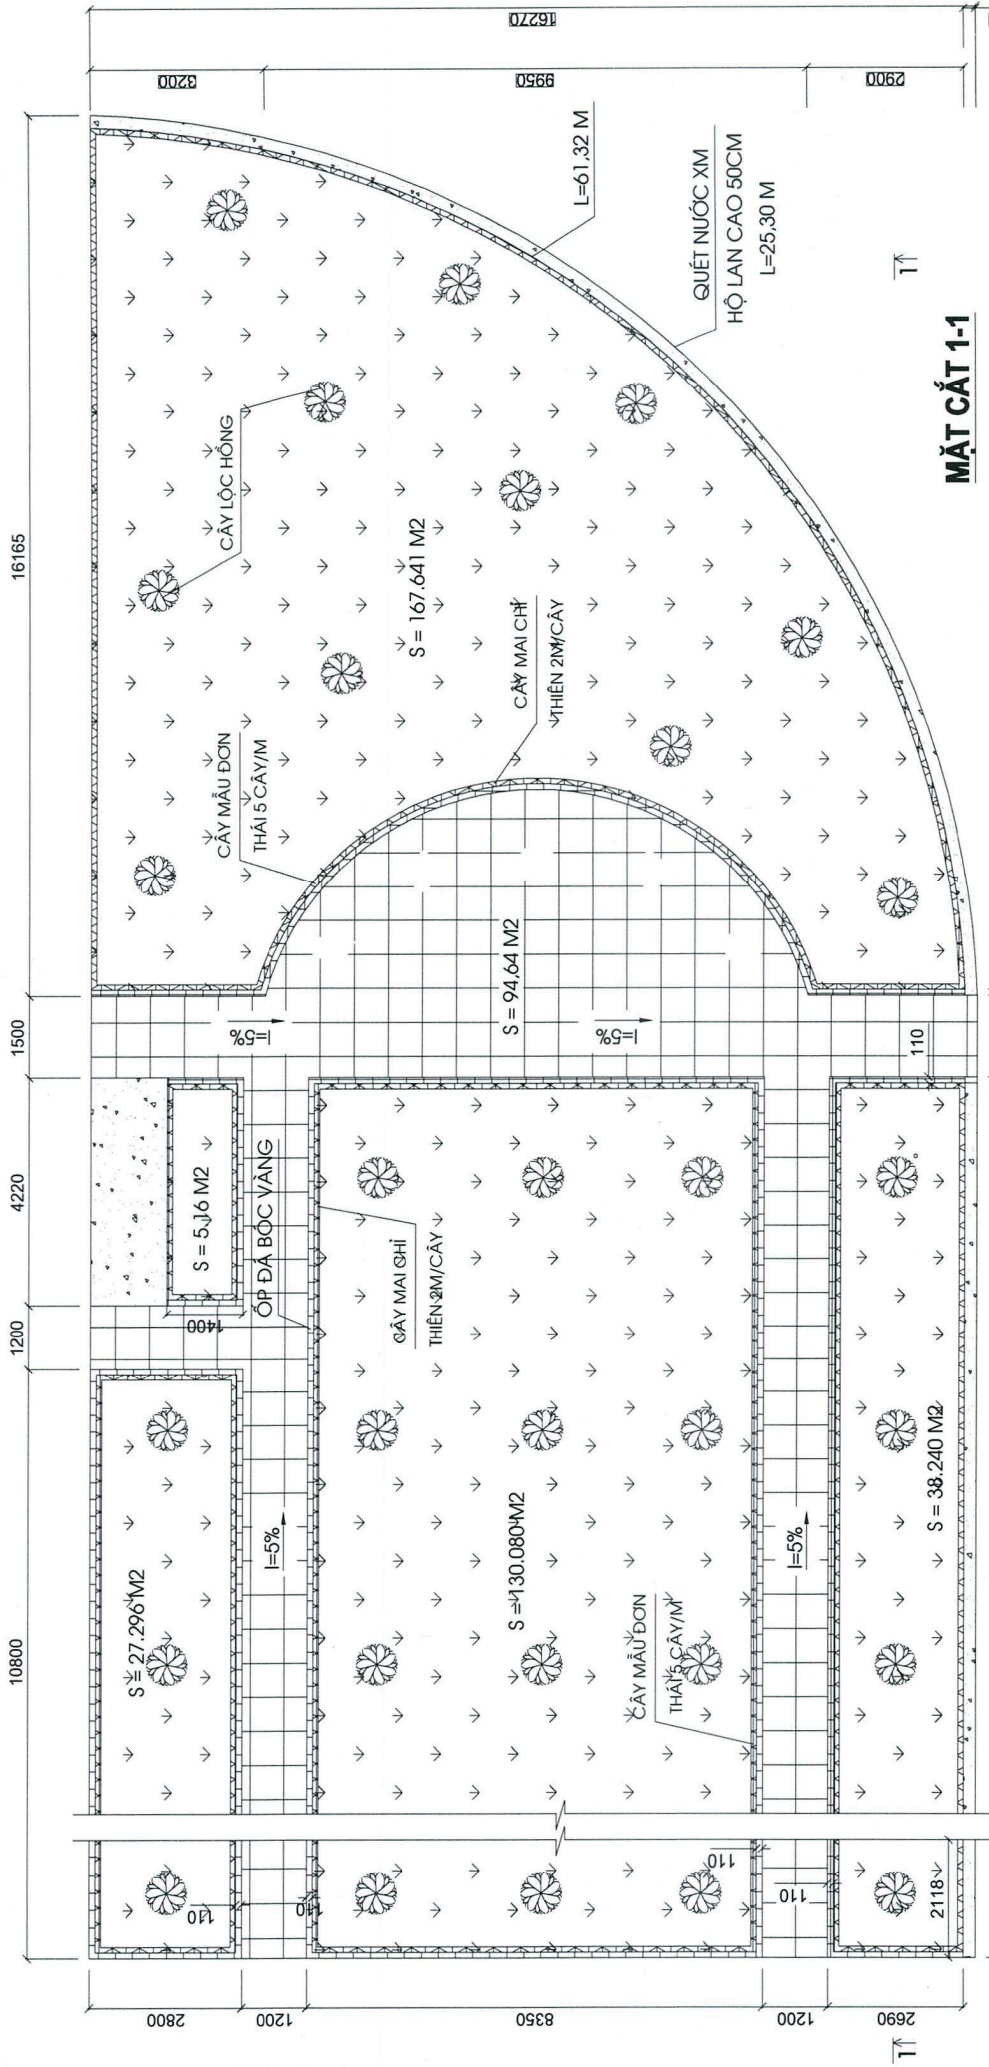 16270
3200
9950
2900
16165
1500
4220
1200
10800
L=61,32 M
QUÉT NƯỚC XM
HỘ LAN CAO 50CM
L=25,30 M
1
MẶT CẮT 1-1
CÂY LỘC HỒNG
S = 167.641 M2
CÂY MAI CHỈ
THIÊN 2M/CÂY
CÂY MẪU ĐƠN
THÁI 5 CÂY/M
S = 94,64 M2
I=5%
I=5%
110
S = 5,16 M2
1400
ỐP ĐÁ BÓC VÀNG
CÂY MAI CHỈ
THIÊN 2M/CÂY
S = 27.296 M2
I=5%
S = 130.080 M2
CÂY MẪU ĐƠN
THÁI 5 CÂY/M
I=5%
S = 38.240 M2
110
110
110
110
2118
2800
1200
8350
1200
2690
1